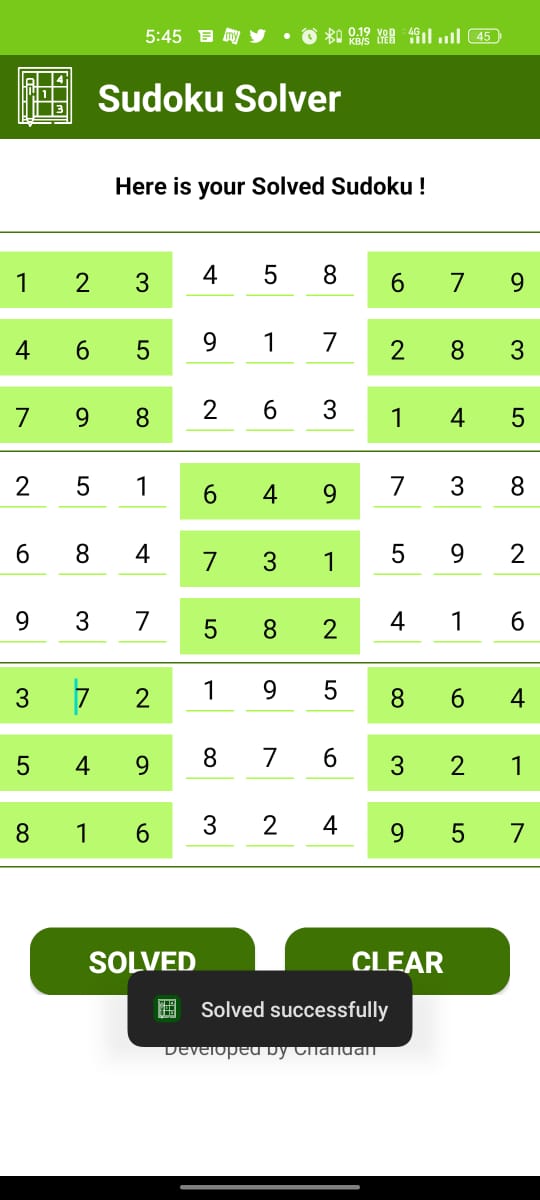 5:45 0.19 KB/S VoD LTE2 4G 45
4
1
3
Sudoku Solver
Here is your Solved Sudoku !
1 2 3 4 5 8 6 7 9
4 6 5 9 1 7 2 8 3
7 9 8 2 6 3 1 4 5
2 5 1 6 4 9 7 3 8
6 8 4 7 3 1 5 9 2
9 3 7 5 8 2 4 1 6
3 7 2 1 9 5 8 6 4
5 4 9 8 7 6 3 2 1
8 1 6 3 2 4 9 5 7
SOLVED CLEAR
Solved successfully
Developed by Chandan